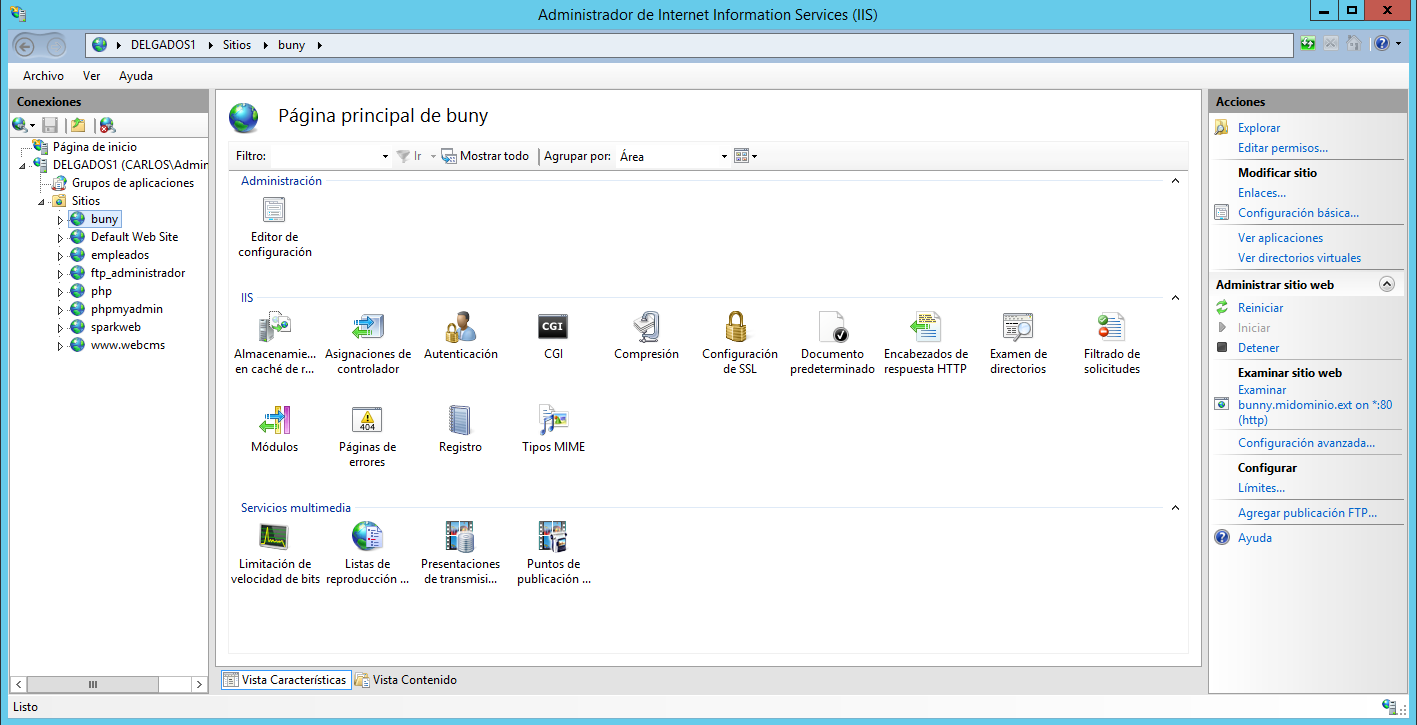 Administrador de Internet Information Services (IIS)
DELGADOS1 Sitios buny
Archivo Ver Ayuda
Conexiones
Página de inicio
DELGADOS1 (CARLOS\Admin
Grupos de aplicaciones
Sitios
buny
Default Web Site
empleados
ftp_administrador
php
phpmyadmin
sparkweb
www.webcms
Página principal de buny
Filtro: Ir Mostrar todo Agrupar por: Área
Administración
Editor de
configuración
IIS
Almacenamie... Asignaciones de Autenticación CGI Compresión Configuración Documento Encabezados de Examen de Filtrado de
en caché de r... controlador de SSL predeterminado respuesta HTTP directorios solicitudes
CGI
404
Módulos Páginas de Registro Tipos MIME
errores
Servicios multimedia
Limitación de Listas de Presentaciones Puntos de
velocidad de bits reproducción ... de transmisi... publicación ...
Vista Características Vista Contenido
Acciones
Explorar
Editar permisos...
Modificar sitio
Enlaces...
Configuración básica...
Ver aplicaciones
Ver directorios virtuales
Administrar sitio web
Reiniciar
Iniciar
Detener
Examinar sitio web
Examinar
bunny.midominio.ext on *:80
(http)
Configuración avanzada...
Configurar
Límites...
Agregar publicación FTP...
Ayuda
Listo